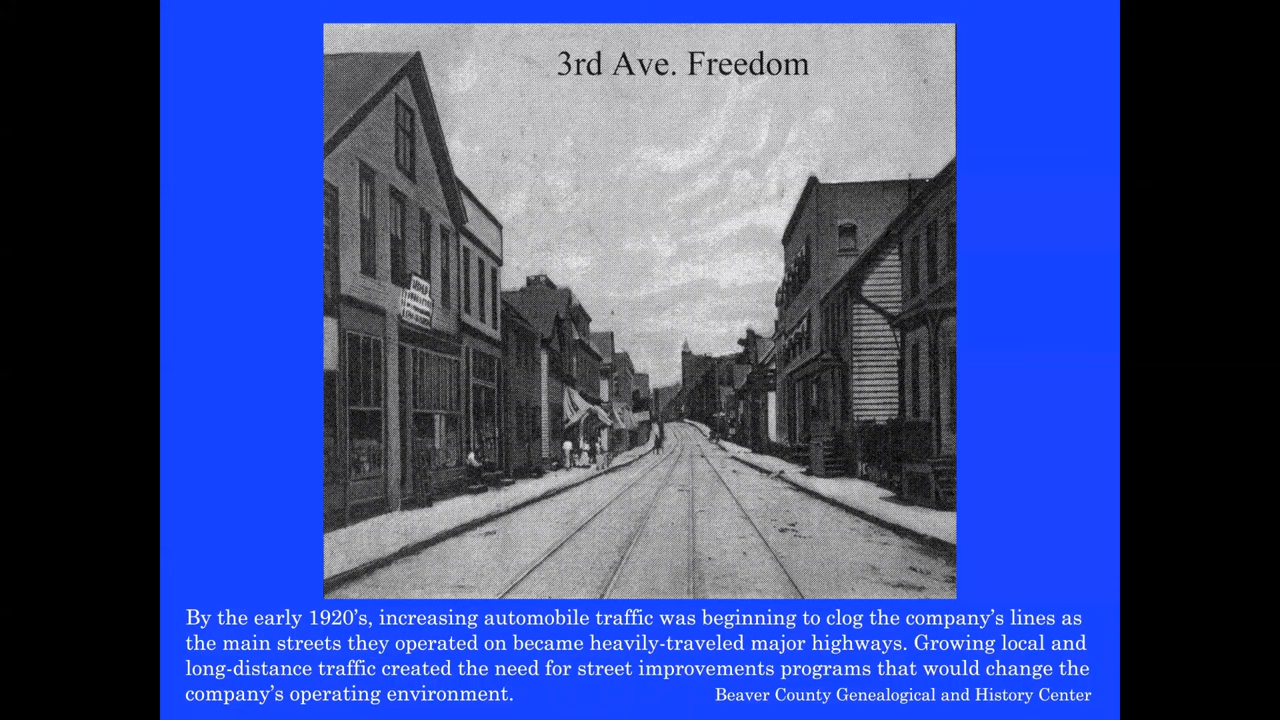 3rd Ave. Freedom
By the early 1920's, increasing automobile traffic was beginning to clog the company's lines as
the main streets they operated on became heavily-traveled major highways. Growing local and
long-distance traffic created the need for street improvements programs that would change the
company's operating environment.
Beaver County Genealogical and History Center